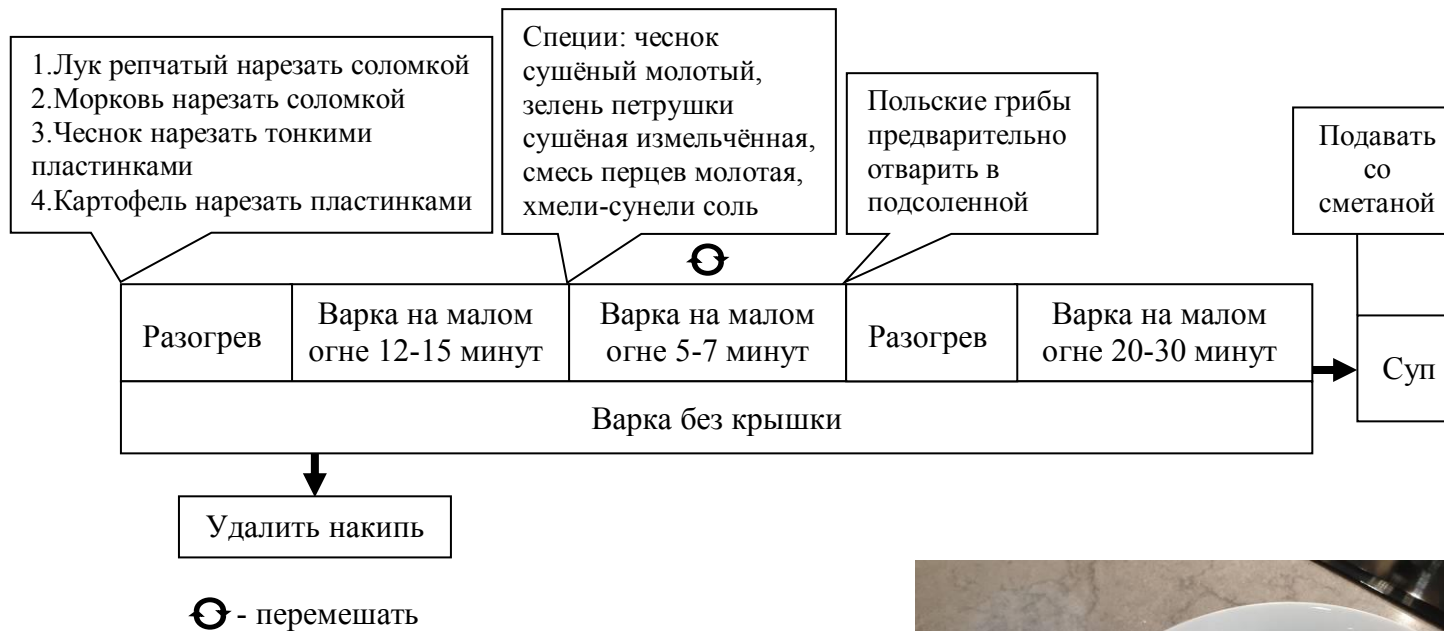 1.Лук репчатый нарезать соломкой
2.Морковь нарезать соломкой
3.Чеснок нарезать тонкими
пластинками
4.Картофель нарезать пластинками
Специи: чеснок
сушёный молотый,
зелень петрушки
сушёная измельчённая,
смесь перцев молотая,
хмели-сунели соль
Польские грибы
предварительно
отварить в
подсоленной
Подавать
со
сметаной
Разогрев
Варка на малом
огне 12-15 минут
Варка на малом
огне 5-7 минут
Разогрев
Варка на малом
огне 20-30 минут
Суп
Варка без крышки
Удалить накипь
- перемешать